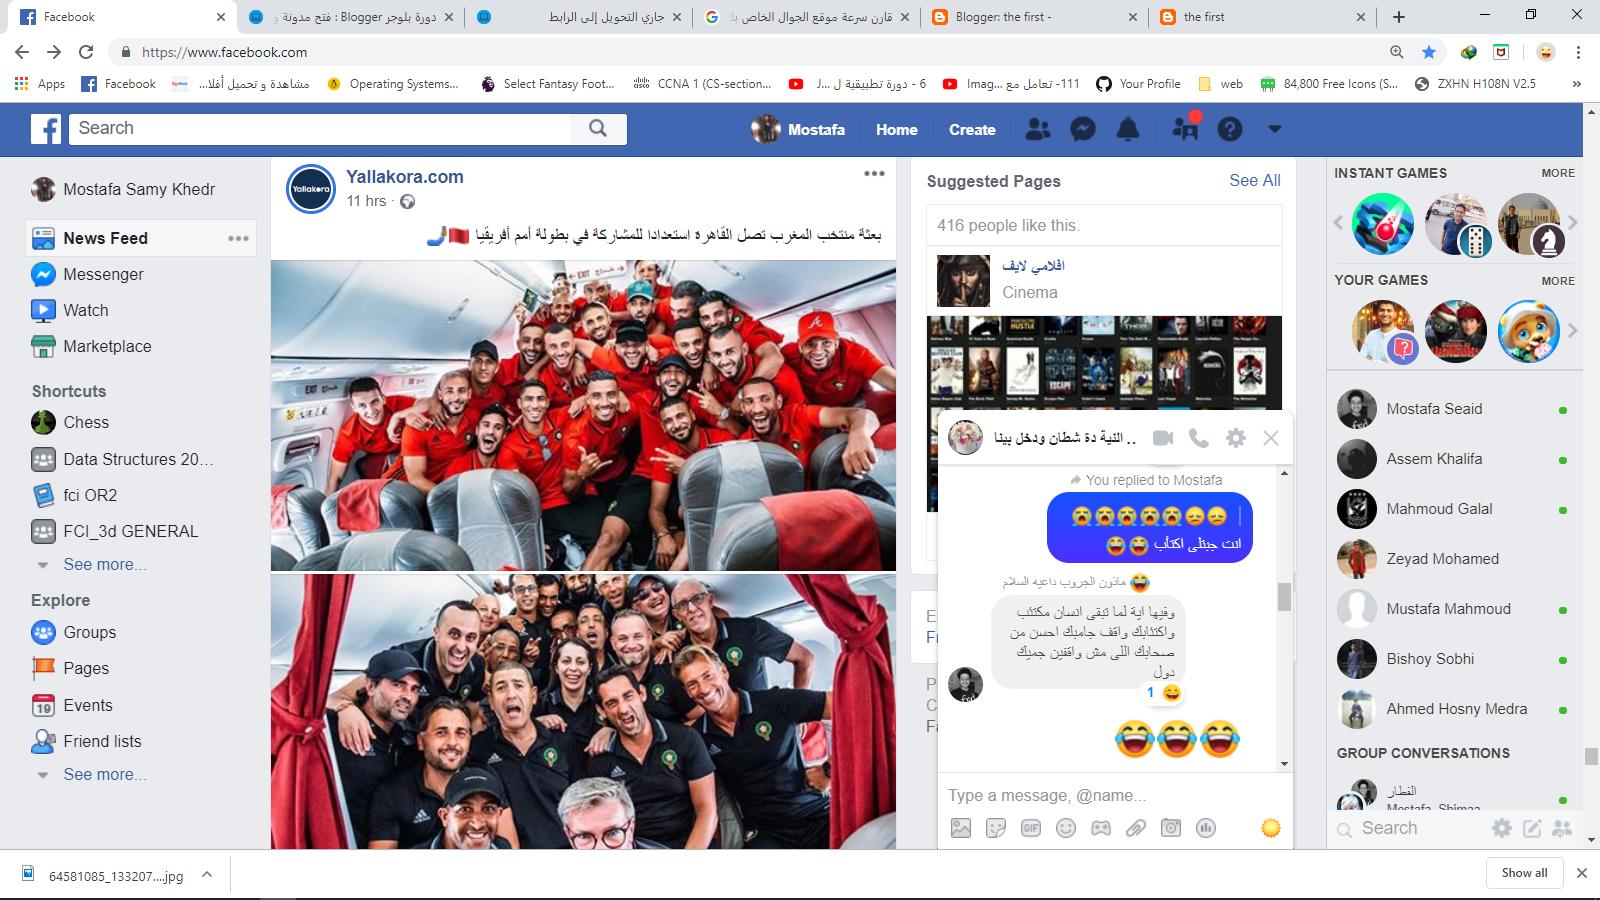 Facebook
دورة بلوجر Blogger : فتح مدونة و
جاري التحويل إلى الرابط
قارن سرعة موقع الجوال الخاص بك
Blogger: the first -
the first
https://www.facebook.com
Apps
Facebook
مشاهدة و تحميل أفلا...
Operating Systems...
Select Fantasy Foot...
CCNA 1 (CS-section...
6 - دورة تطبيقية ل ...J
111- تعامل مع ...Imag
Your Profile
web
84,800 Free Icons (S...
ZXHN H108N V2.5
Search
Mostafa
Home
Create
Mostafa Samy Khedr
News Feed
Messenger
Watch
Marketplace
Shortcuts
Chess
Data Structures 20...
fci OR2
FCI_3d GENERAL
See more...
Explore
Groups
Pages
Events
Friend lists
See more...
Yallakora
Yallakora.com
11 hrs ·
بعثة منتخب المغرب تصل القاهرة استعدادا للمشاركة في بطولة أمم أفريقيا 🇲🇦🤳
EXIT
EXIT
Suggested Pages
See All
416 people like this.
افلامي لايف
Cinema
النية دة شطان ودخل بينا ..
You replied to Mostafa
😭😭😭😭😭😞😞
انت جبتلى اكتأب 😂😂
ماذون الجروب داعيه السلام 😂
وفيها اية لما تبقى انسان مكتئب
واكتئابك واقف جامبك احسن من
صحابك اللى مش واقفين جمبك
دول
1
😂😂😂
Type a message, @name...
GIF
INSTANT GAMES
MORE
YOUR GAMES
MORE
Mostafa Seaid
Assem Khalifa
Mahmoud Galal
Zeyad Mohamed
Mustafa Mahmoud
Bishoy Sobhi
Ahmed Hosny Medra
GROUP CONVERSATIONS
الفطار
Mostafa, Shimaa
Search
64581085_133207....jpg
Show all